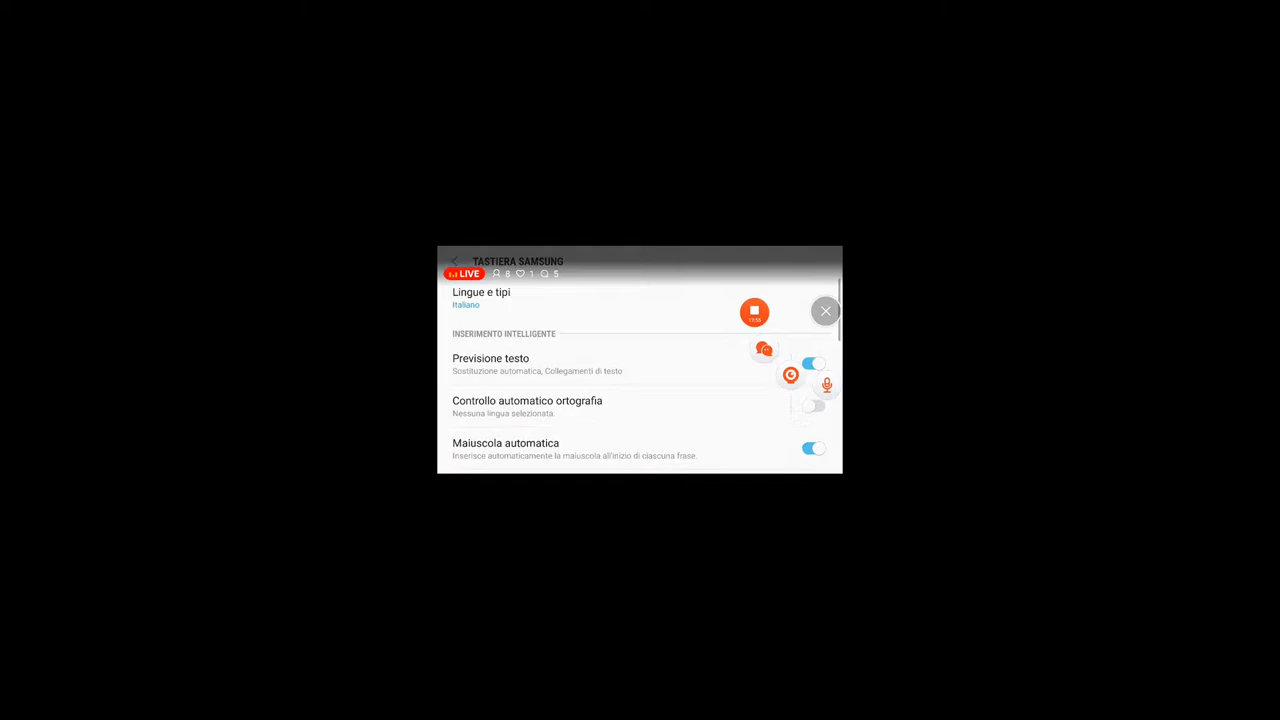 TASTIERA SAMSUNG
LIVE 8 1 5
Lingue e tipi
Italiano
INSERIMENTO INTELLIGENTE
Previsione testo
Sostituzione automatica, Collegamenti di testo
Controllo automatico ortografia
Nessuna lingua selezionata.
Maiuscola automatica
Inserisce automaticamente la maiuscola all'inizio di ciascuna frase.